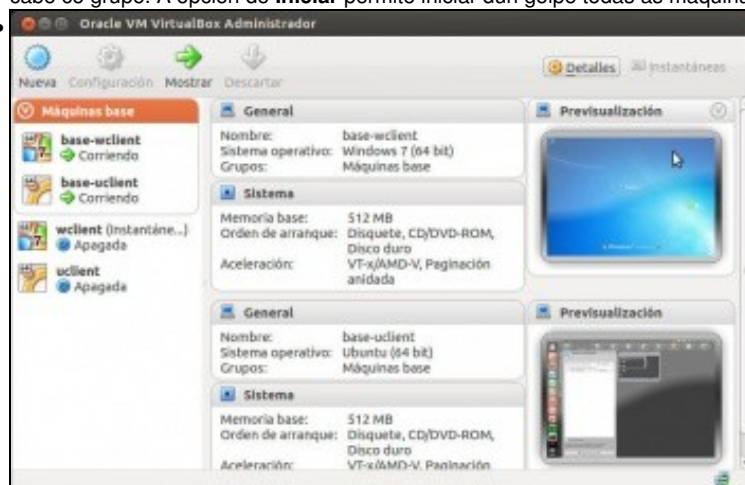 Oracle VM VirtualBox Administrador
Nueva Configuración Mostrar Descartar
Detalles Instantáneas
Máquinas base
base-wclient
Corriendo
base-uclient
Corriendo
wclient (Instantáne...)
Apagada
uclient
Apagada
General
Nombre: base-wclient
Sistema operativo: Windows 7 (64 bit)
Grupos: Máquinas base
Sistema
Memoria base: 512 MB
Orden de arranque: Disquete, CD/DVD-ROM,
Disco duro
Aceleración: VT-x/AMD-V, Paginación
anidada
Previsualización
General
Nombre: base-uclient
Sistema operativo: Ubuntu (64 bit)
Grupos: Máquinas base
Sistema
Memoria base: 512 MB
Orden de arranque: Disquete, CD/DVD-ROM,
Disco duro
Aceleración: VT-x/AMD-V, Paginación
Previsualización